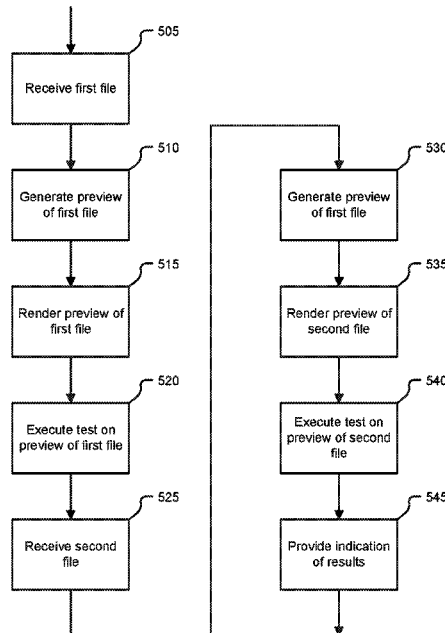 505
Receive first file
510
Generate preview
of first file
515
Render preview of
first file
520
Execute test on
preview of first file
525
Receive second
file
530
Generate preview
of first file
535
Render preview of
second file
540
Execute test on
preview of second
file
545
Provide indication
of results